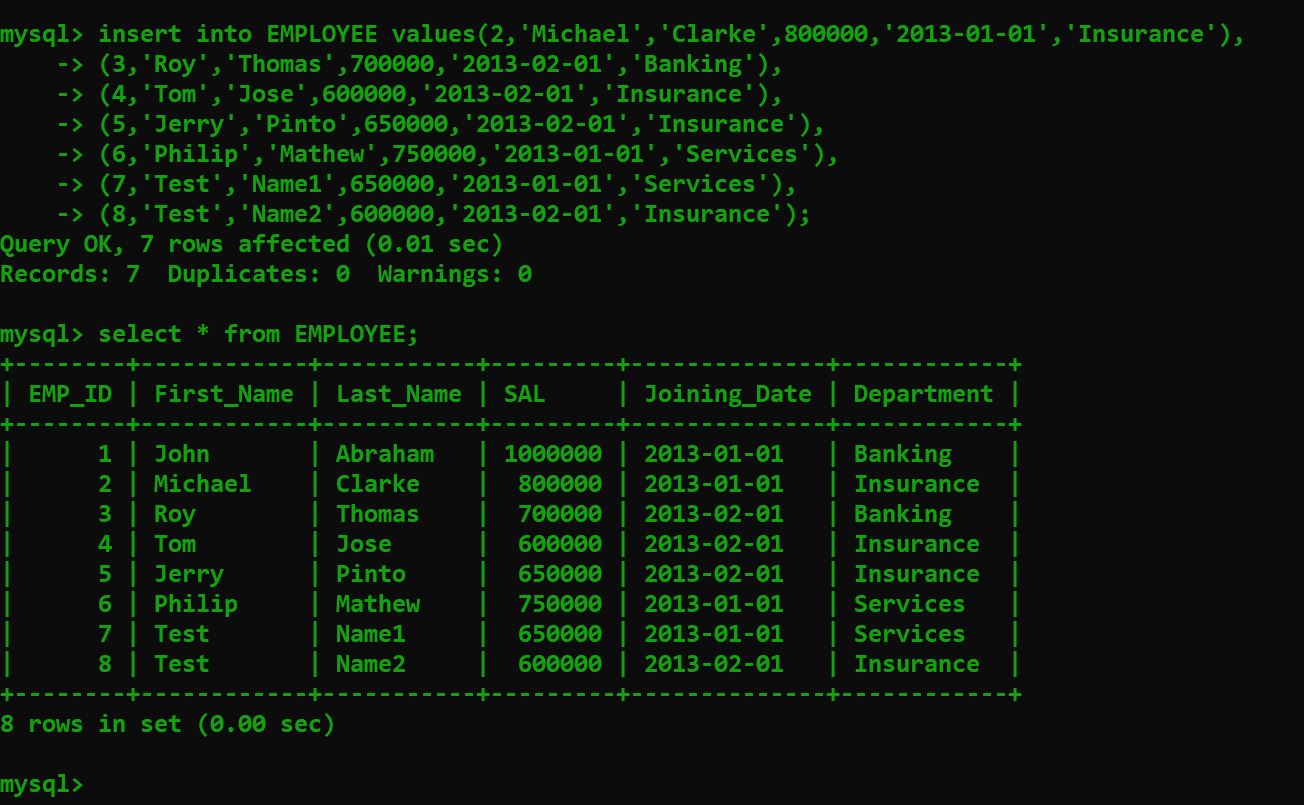 mysql> insert into EMPLOYEE values(2,'Michael','Clarke',800000,'2013-01-01','Insurance'),
    -> (3,'Roy','Thomas',700000,'2013-02-01','Banking'),
    -> (4,'Tom','Jose',600000,'2013-02-01','Insurance'),
    -> (5,'Jerry','Pinto',650000,'2013-02-01','Insurance'),
    -> (6,'Philip','Mathew',750000,'2013-01-01','Services'),
    -> (7,'Test','Name1',650000,'2013-01-01','Services'),
    -> (8,'Test','Name2',600000,'2013-02-01','Insurance');
Query OK, 7 rows affected (0.01 sec)
Records: 7  Duplicates: 0  Warnings: 0

mysql> select * from EMPLOYEE;
+--------+------------+-----------+---------+--------------+------------+
| EMP_ID | First_Name | Last_Name | SAL     | Joining_Date | Department |
+--------+------------+-----------+---------+--------------+------------+
|      1 | John       | Abraham   | 1000000 | 2013-01-01   | Banking    |
|      2 | Michael    | Clarke    |  800000 | 2013-01-01   | Insurance  |
|      3 | Roy        | Thomas    |  700000 | 2013-02-01   | Banking    |
|      4 | Tom        | Jose      |  600000 | 2013-02-01   | Insurance  |
|      5 | Jerry      | Pinto     |  650000 | 2013-02-01   | Insurance  |
|      6 | Philip     | Mathew    |  750000 | 2013-01-01   | Services   |
|      7 | Test       | Name1     |  650000 | 2013-01-01   | Services   |
|      8 | Test       | Name2     |  600000 | 2013-02-01   | Insurance  |
+--------+------------+-----------+---------+--------------+------------+
8 rows in set (0.00 sec)

mysql>